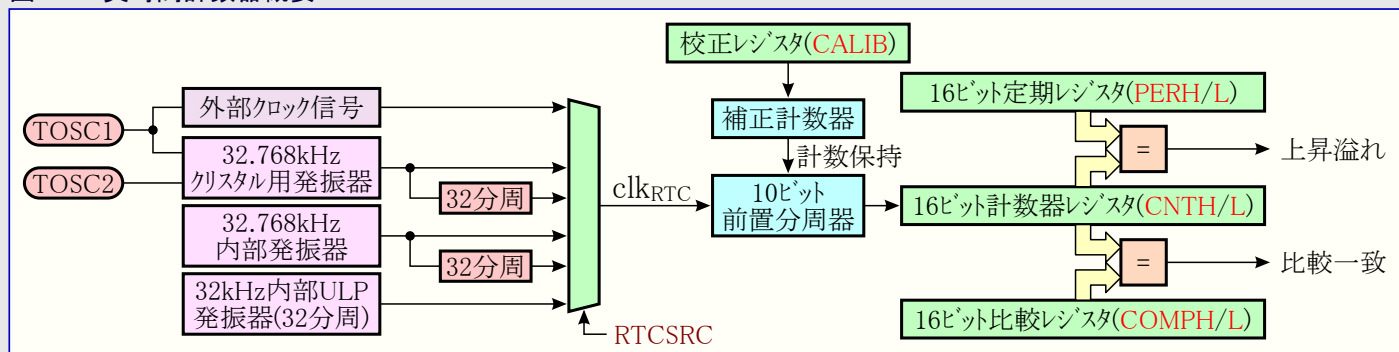 校正レジスタ(CALIB)
外部クロック信号
TOSC1
32.768kHz
クリスタル用発振器
TOSC2
32分周
32.768kHz
内部発振器
32分周
32kHz内部ULP
発振器(32分周)
RTCSRC
clkRTC
補正計数器
計数保持
10ビット
前置分周器
16ビット定期レジスタ(PERH/L)
=
上昇溢れ
16ビット計数器レジスタ(CNTH/L)
=
比較一致
16ビット比較レジスタ(COMPH/L)